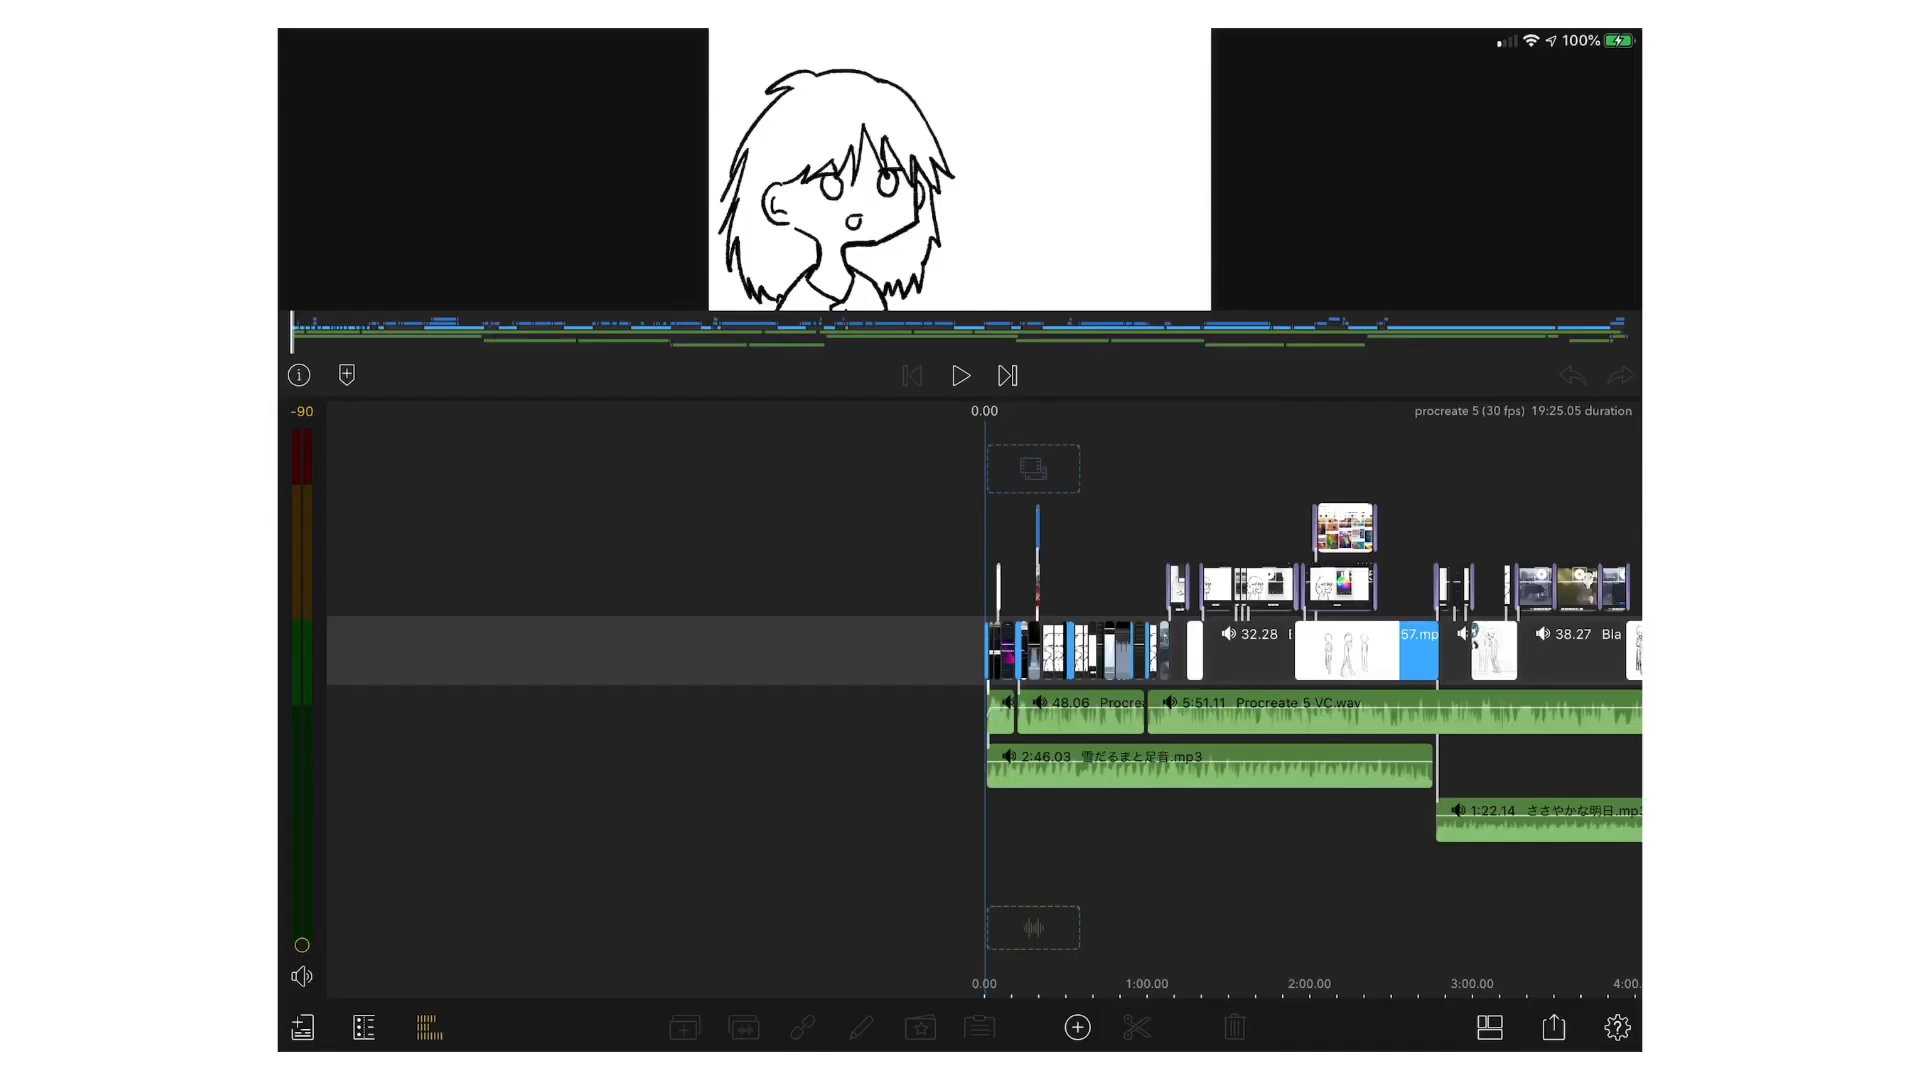 100%
-90
0.00
procreate 5 (30 fps) 19:25.05 duration
32.28
57.mp
38.27 Bla
48.06 Procrea
5:51.11 Procreate 5 VC.wav
2:46.03 雪だるまと足音.mp3
1:22.14 ささやかな明日.mp3
0.00 1:00.00 2:00.00 3:00.00 4:00.